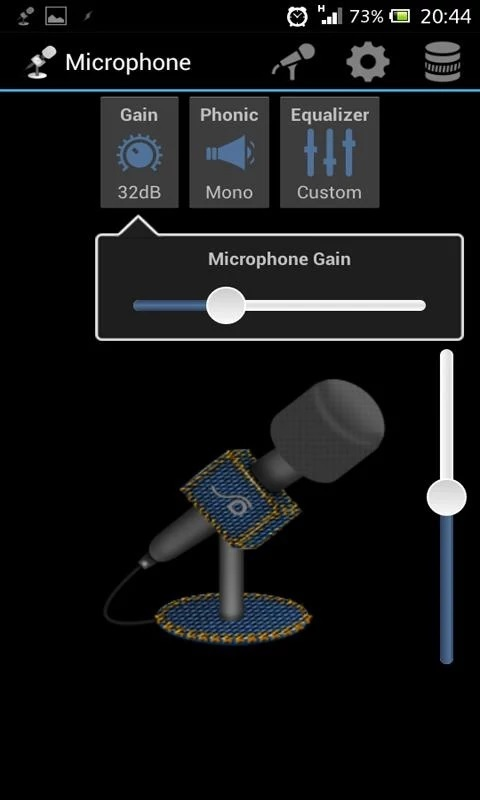 H 73% 20:44
Microphone
Gain Phonic Equalizer
32dB Mono Custom
Microphone Gain